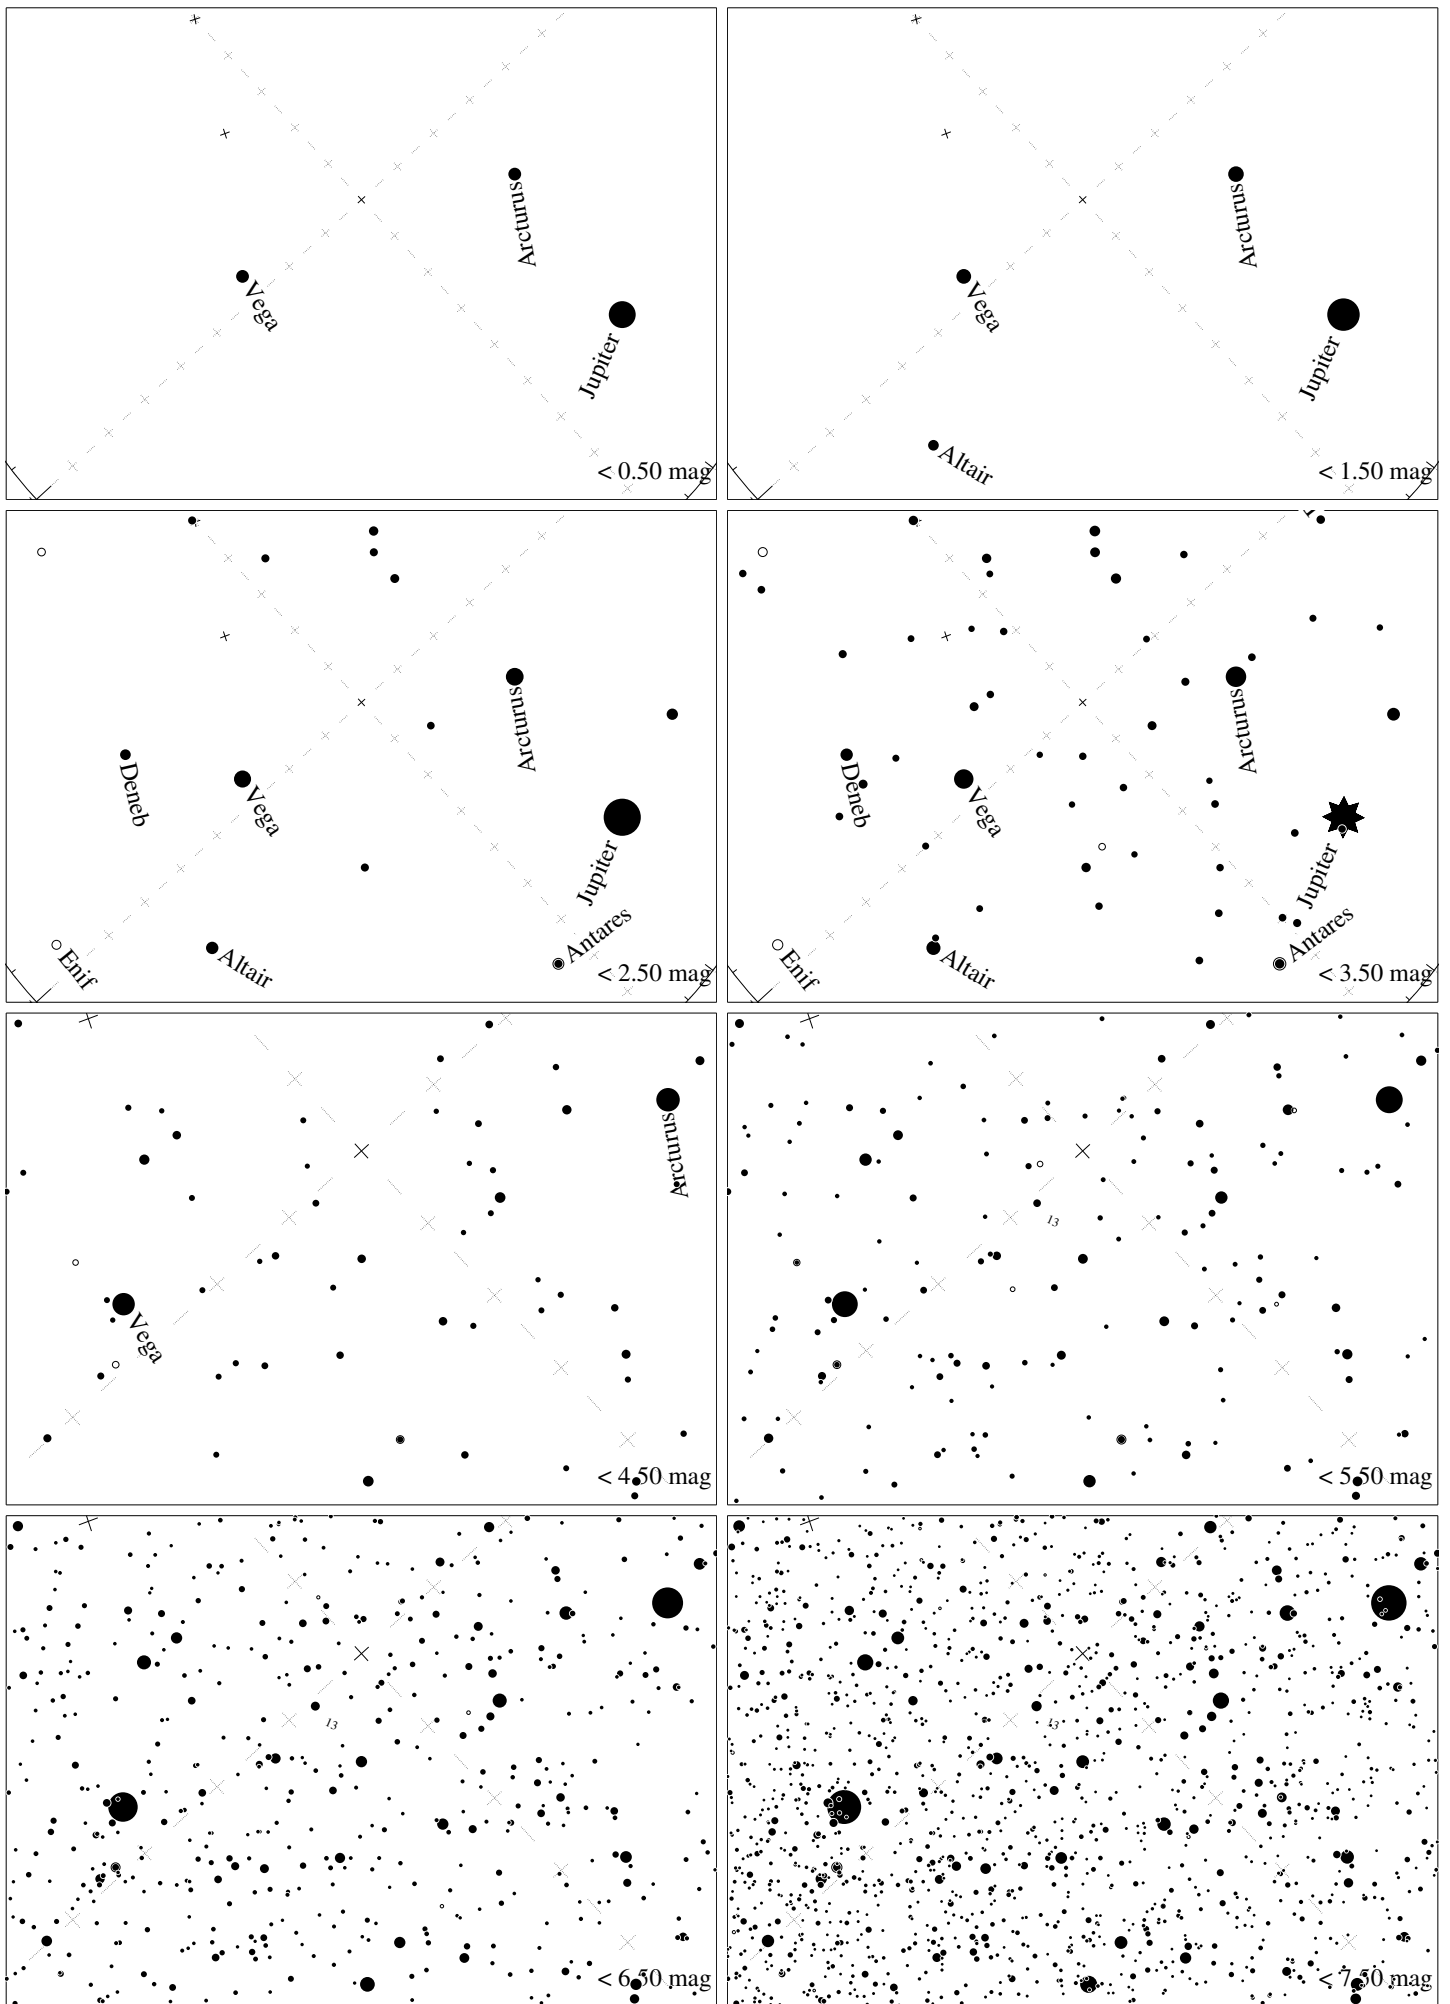 Arcturus
Vega
Jupiter
< 0.50 mag
Arcturus
Vega
Jupiter
Altair
< 1.50 mag
Arcturus
Deneb
Vega
Jupiter
Antares
Enif
Altair
< 2.50 mag
Arcturus
Deneb
Vega
Jupiter
Antares
Enif
Altair
< 3.50 mag
Arcturus
Vega
< 4.50 mag
13
< 5.50 mag
13
< 6.50 mag
13
< 7.50 mag